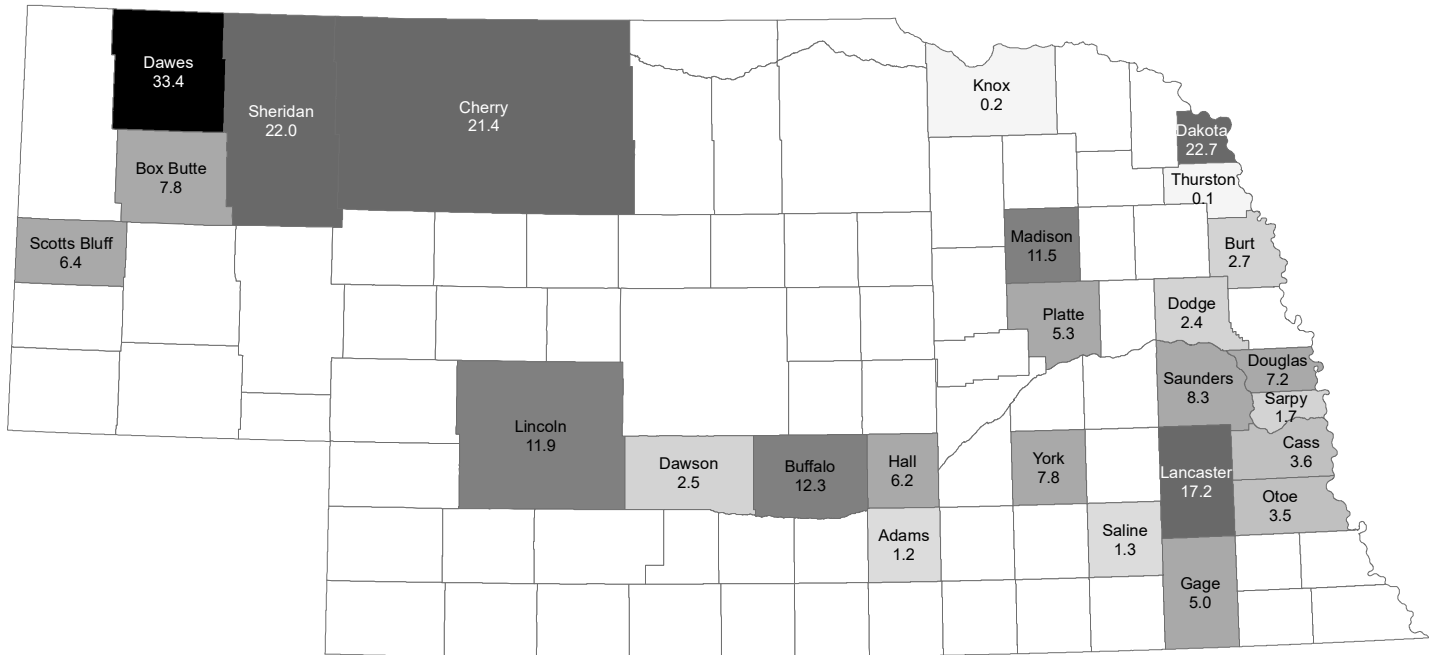 Dawes
33.4
Sheridan
22.0
Cherry
21.4
Knox
0.2
Dakota
22.7
Box Butte
7.8
Thurston
0.1
Scotts Bluff
6.4
Madison
11.5
Burt
2.7
Platte
5.3
Dodge
2.4
Douglas
7.2
Saunders
8.3
Sarpy
1.7
Lincoln
11.9
Dawson
2.5
Buffalo
12.3
Hall
6.2
York
7.8
Lancaster
17.2
Cass
3.6
Otoe
3.5
Adams
1.2
Saline
1.3
Gage
5.0